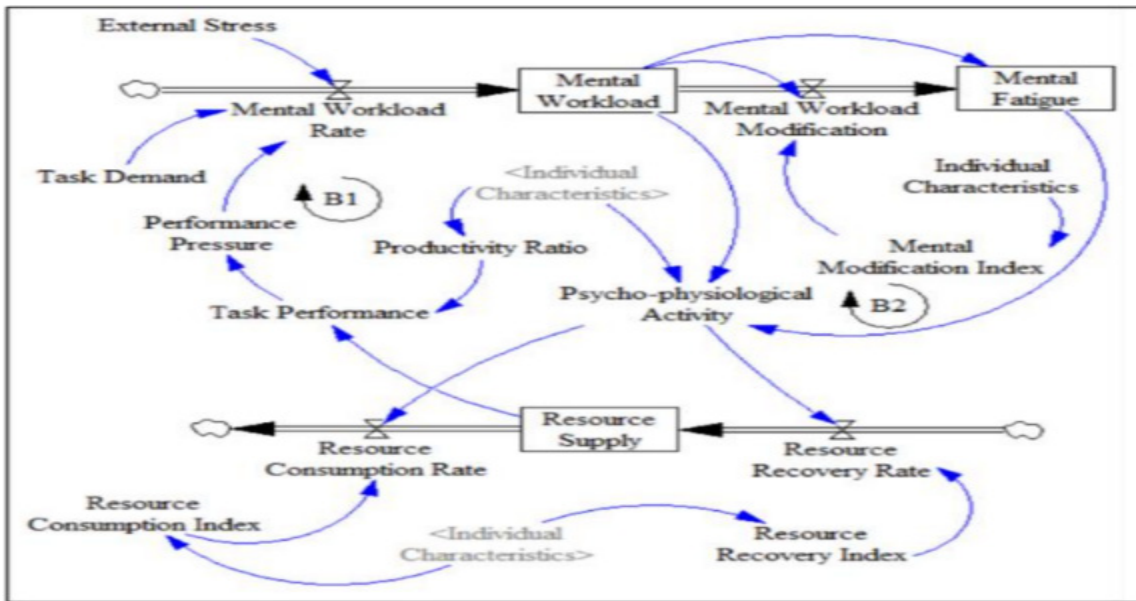 External Stress
Mental
Workload
Mental
Fatigue
Mental Workload
Rate
Mental Workload
Modification
Task Demand
<Individual
Characteristics>
Individual
Characteristics
B1
Performance
Pressure
Productivity Ratio
Mental
Modification Index
Psycho-physiological
Activity
B2
Task Performance
Resource
Supply
Resource
Consumption Rate
Resource
Recovery Rate
Resource
Consumption Index
<Individual
Characteristics>
Resource
Recovery Index